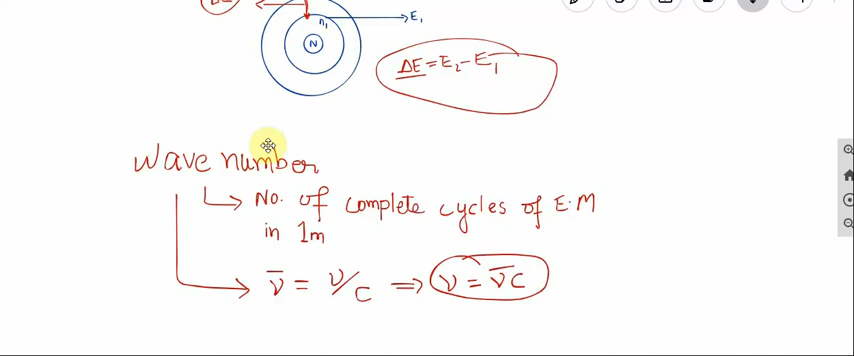 n₁ E₁
N
ΔE = E₂ - E₁
Wave number
No. of complete cycles of E.M
in 1m
ν̅ = ν/c ⇒ ν = ν̅c